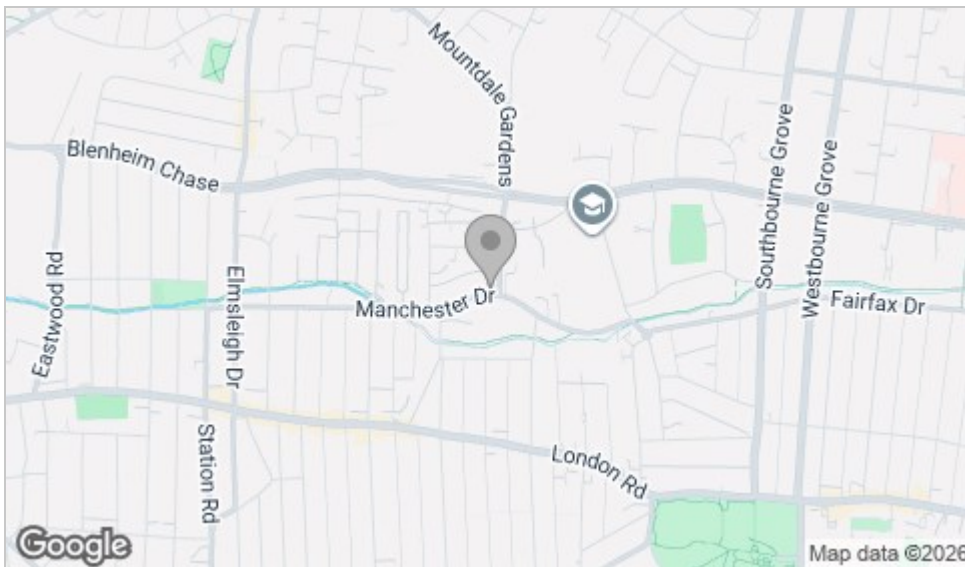 Mountdale Gardens
Blenheim Chase
Southbourne Grove
Westbourne Grove
Eastwood Rd
Elmsleigh Dr
Manchester Dr
Fairfax Dr
Station Rd
London Rd
Google
Map data ©2026